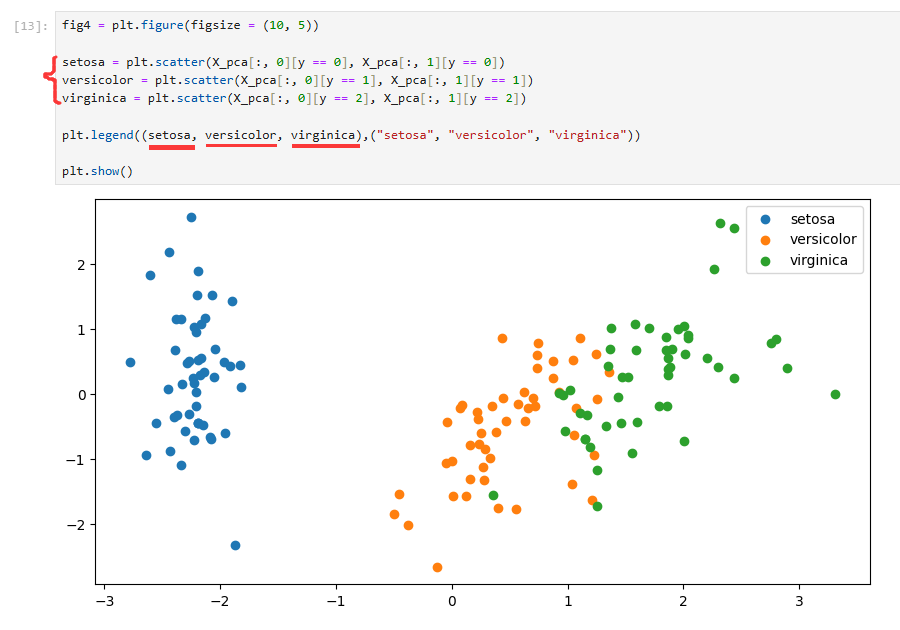 [13]: fig4 = plt.figure(figsize = (10, 5))
setosa = plt.scatter(X_pca[:, 0][y == 0], X_pca[:, 1][y == 0])
versicolor = plt.scatter(X_pca[:, 0][y == 1], X_pca[:, 1][y == 1])
virginica = plt.scatter(X_pca[:, 0][y == 2], X_pca[:, 1][y == 2])
plt.legend((setosa, versicolor, virginica),("setosa", "versicolor", "virginica"))
plt.show()
setosa
versicolor
virginica
2
1
0
−1
−2
−3 −2 −1 0 1 2 3